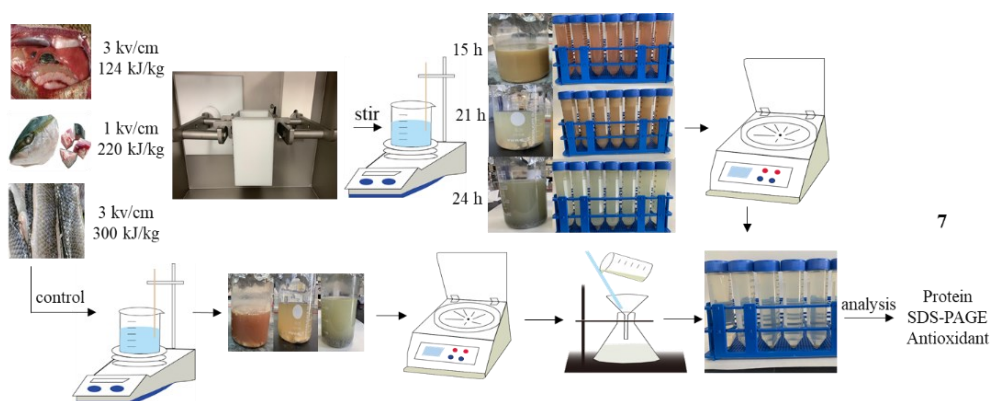 3 kv/cm
124 kJ/kg
1 kv/cm
220 kJ/kg
3 kv/cm
300 kJ/kg
stir
15 h
21 h
24 h
7
control
analysis
Protein
SDS-PAGE
Antioxidant